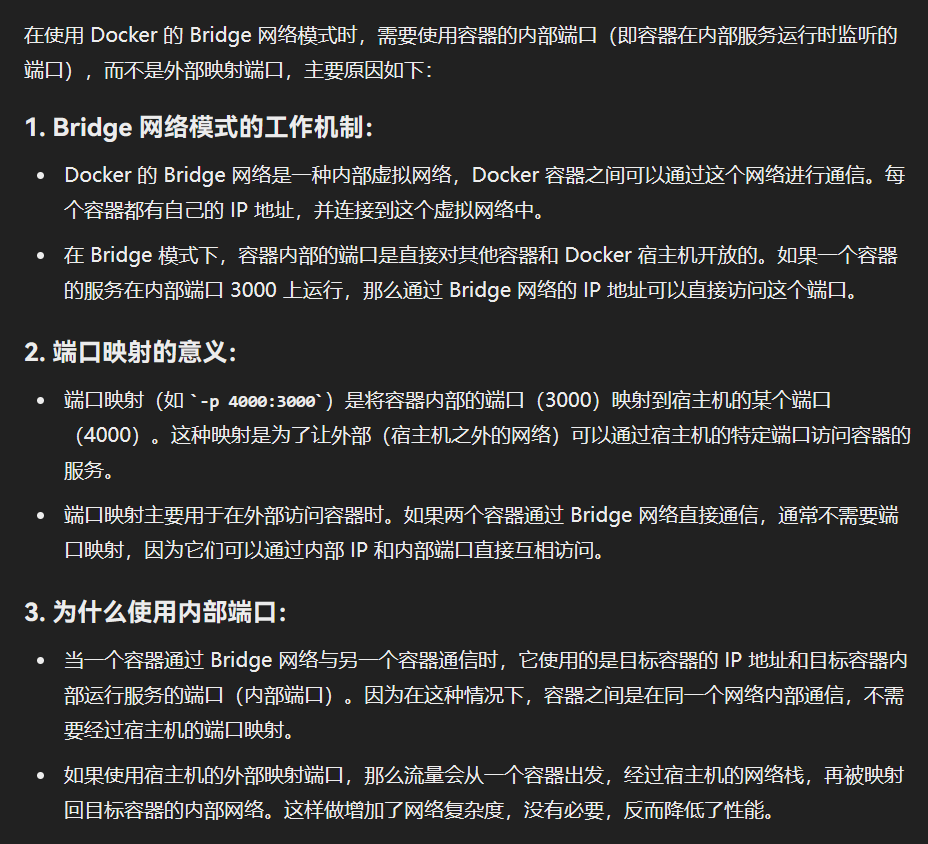 在使用 Docker 的 Bridge 网络模式时，需要使用容器的内部端口（即容器在内部服务运行时监听的
端口），而不是外部映射端口，主要原因如下：
1. Bridge 网络模式的工作机制：
• Docker 的 Bridge 网络是一种内部虚拟网络，Docker 容器之间可以通过这个网络进行通信。每
个容器都有自己的 IP 地址，并连接到这个虚拟网络中。
• 在 Bridge 模式下，容器内部的端口是直接对其他容器和 Docker 宿主机开放的。如果一个容器
的服务在内部端口 3000 上运行，那么通过 Bridge 网络的 IP 地址可以直接访问这个端口。
2. 端口映射的意义：
• 端口映射（如 `-p 4000:3000`）是将容器内部的端口（3000）映射到宿主机的某个端口
（4000）。这种映射是为了让外部（宿主机之外的网络）可以通过宿主机的特定端口访问容器的
服务。
• 端口映射主要用于在外部访问容器时。如果两个容器通过 Bridge 网络直接通信，通常不需要端
口映射，因为它们可以通过内部 IP 和内部端口直接互相访问。
3. 为什么使用内部端口：
• 当一个容器通过 Bridge 网络与另一个容器通信时，它使用的是目标容器的 IP 地址和目标容器内
部运行服务的端口（内部端口）。因为在这种情况下，容器之间是在同一个网络内部通信，不需
要经过宿主机的端口映射。
• 如果使用宿主机的外部映射端口，那么流量会从一个容器出发，经过宿主机的网络栈，再被映射
回目标容器的内部网络。这样做增加了网络复杂度，没有必要，反而降低了性能。